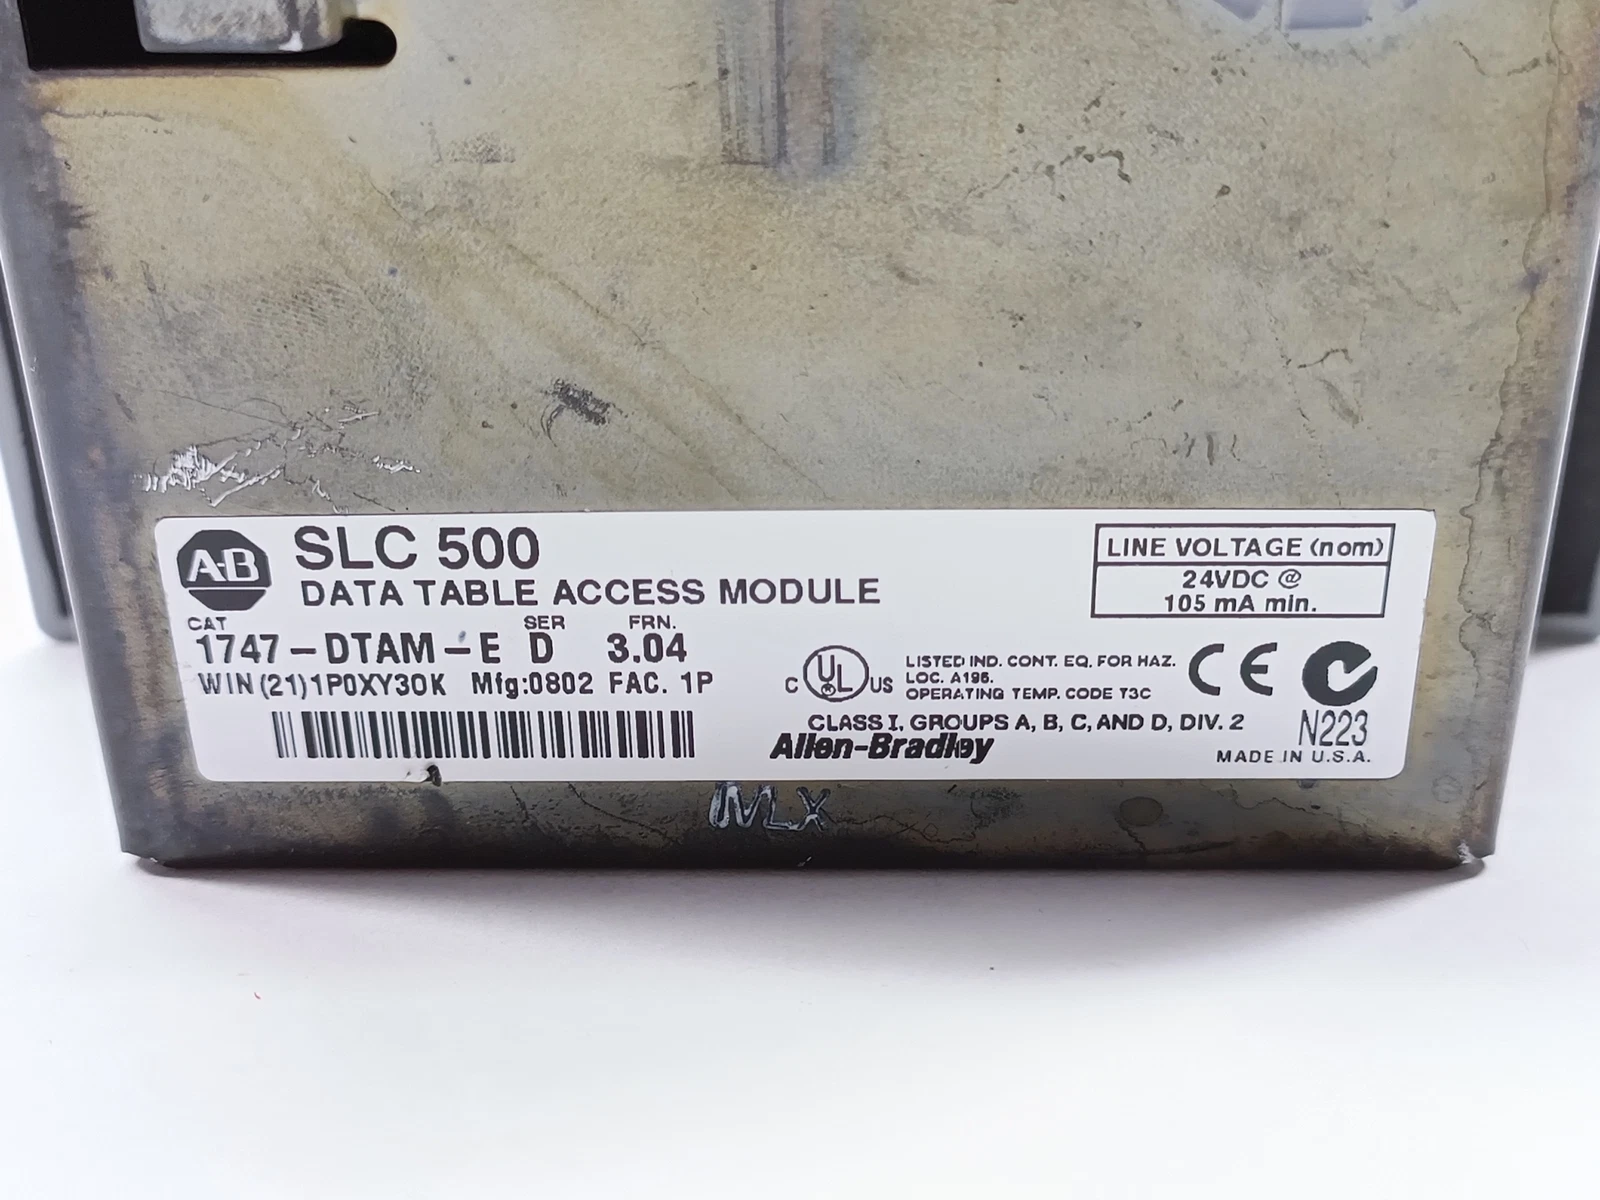 A-B
SLC 500
DATA TABLE ACCESS MODULE
CAT SER FRN.
1747-DTAM-E D 3.04
WIN (21)1P0XY30K Mfg:0802 FAC. 1P
LINE VOLTAGE (nom)
24VDC @
105 mA min.
C UL US
LISTED IND. CONT. EQ. FOR HAZ.
LOC. A196.
OPERATING TEMP. CODE T3C
CLASS I, GROUPS A, B, C, AND D, DIV. 2
Allen-Bradley
CE
N223
MADE IN U.S.A.